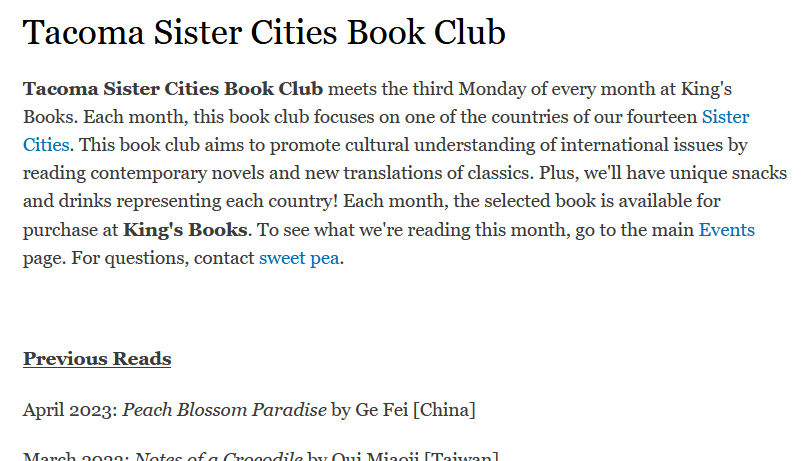 Tacoma Sister Cities Book Club
Tacoma Sister Cities Book Club meets the third Monday of every month at King's
Books. Each month, this book club focuses on one of the countries of our fourteen Sister
Cities. This book club aims to promote cultural understanding of international issues by
reading contemporary novels and new translations of classics. Plus, we'll have unique snacks
and drinks representing each country! Each month, the selected book is available for
purchase at King's Books. To see what we're reading this month, go to the main Events
page. For questions, contact sweet pea.
Previous Reads
April 2023: Peach Blossom Paradise by Ge Fei [China]
March 2023: Notes of a Crocodile by Qui Miaoji [Taiwan]